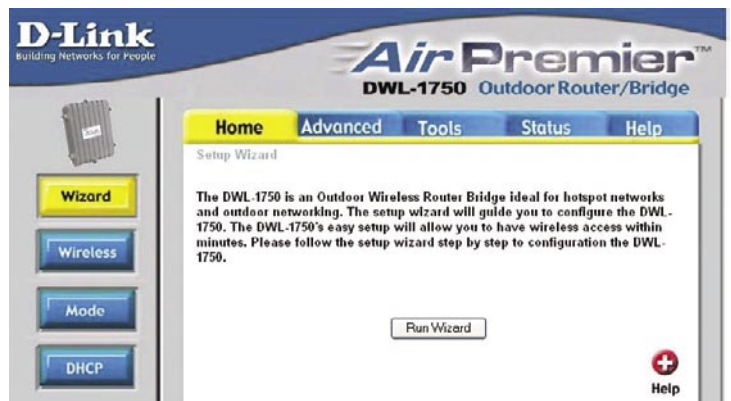 D-Link
Building Networks for People
AirPremier™
DWL-1750 Outdoor Router/Bridge
Home Advanced Tools Status Help
Setup Wizard
Wizard
Wireless
Mode
DHCP
The DWL-1750 is an Outdoor Wireless Router Bridge ideal for hotspot networks
and outdoor networking. The setup wizard will guide you to configure the DWL-
1750. The DWL-1750's easy setup will allow you to have wireless access within
minutes. Please follow the setup wizard step by step to configuration the DWL-
1750.
Run Wizard
Help